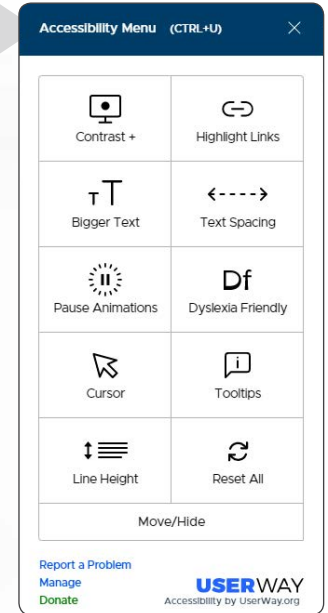 Accessibility Menu (CTRL+U)
Contrast + Highlight Links
TT
Bigger Text Text Spacing
Df
Pause Animations Dyslexia Friendly
i
Cursor Tooltips
Line Height Reset All
Move/Hide
Report a Problem
Manage
USERWAY
Donate Accessibility by UserWay.org